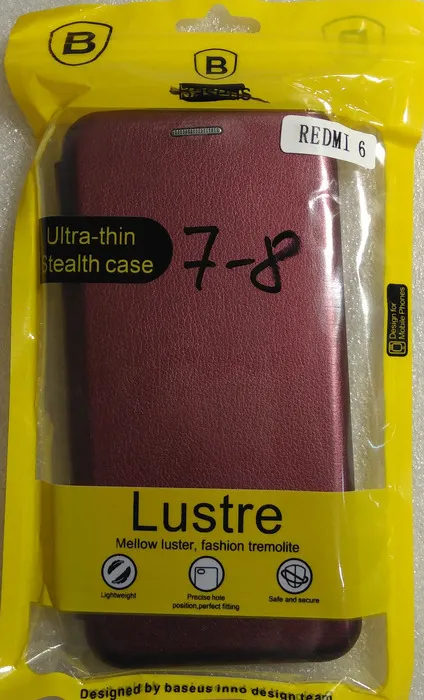 B
B
REDMI 6
Ultra-thin
Stealth case
7-8
Design for
Mobile Phones
Lustre
Mellow luster, fashion tremolite
Lightweight
Precise hole
position,perfect fitting
Safe and secure
Designed by baseus inno design team